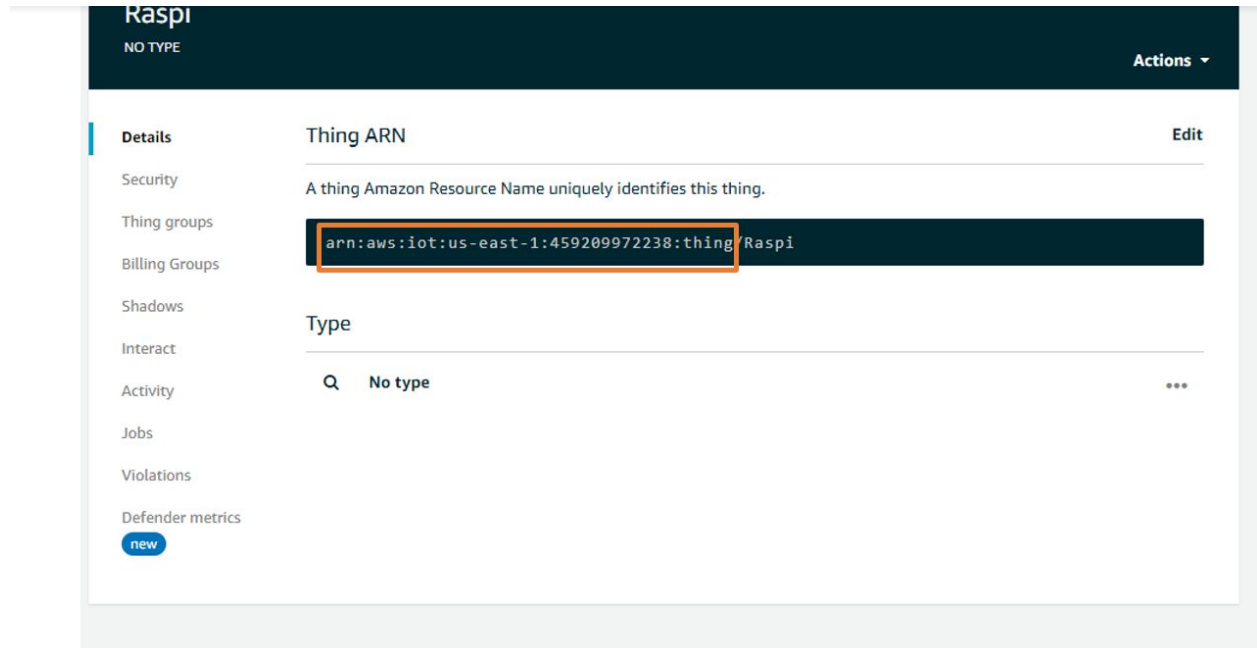 Raspi
NO TYPE
Actions
Details
Security
Thing groups
Billing Groups
Shadows
Interact
Activity
Jobs
Violations
Defender metrics
new
Thing ARN
Edit
A thing Amazon Resource Name uniquely identifies this thing.
arn:aws:iot:us-east-1:459209972238:thing/Raspi
Type
No type